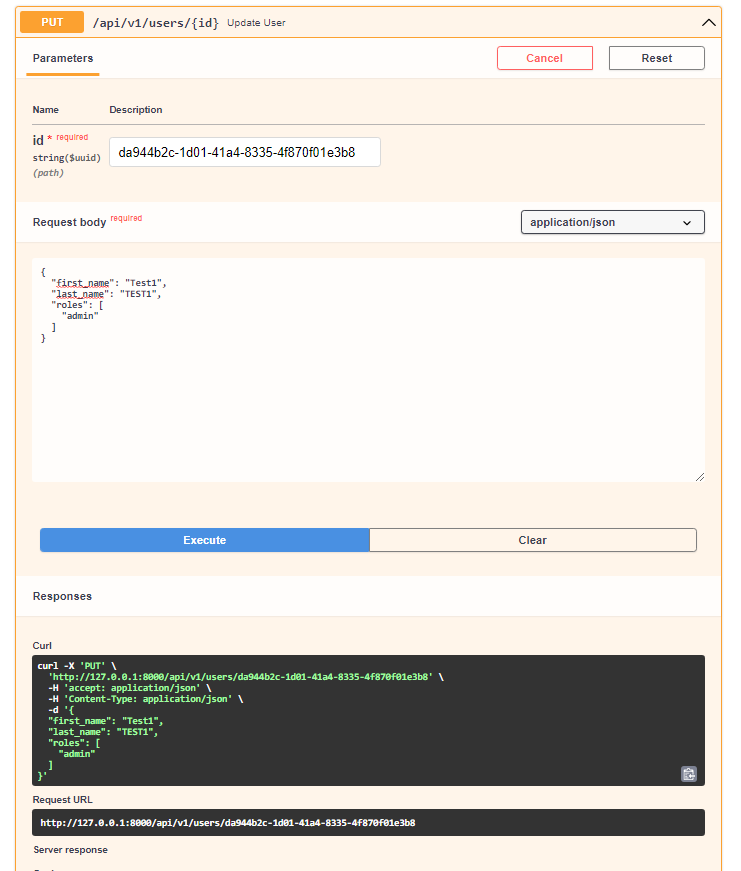 PUT /api/v1/users/{id} Update User
Parameters Cancel Reset
Name Description
id * required
string($uuid) da944b2c-1d01-41a4-8335-4f870f01e3b8
(path)
Request body required application/json
{
"first_name": "Test1",
"last_name": "TEST1",
"roles": [
"admin"
]
}
Execute Clear
Responses
Curl
curl -X 'PUT' \
'http://127.0.0.1:8000/api/v1/users/da944b2c-1d01-41a4-8335-4f870f01e3b8' \
-H 'accept: application/json' \
-H 'Content-Type: application/json' \
-d '{
"first_name": "Test1",
"last_name": "TEST1",
"roles": [
"admin"
]
}'
Request URL
http://127.0.0.1:8000/api/v1/users/da944b2c-1d01-41a4-8335-4f870f01e3b8
Server response